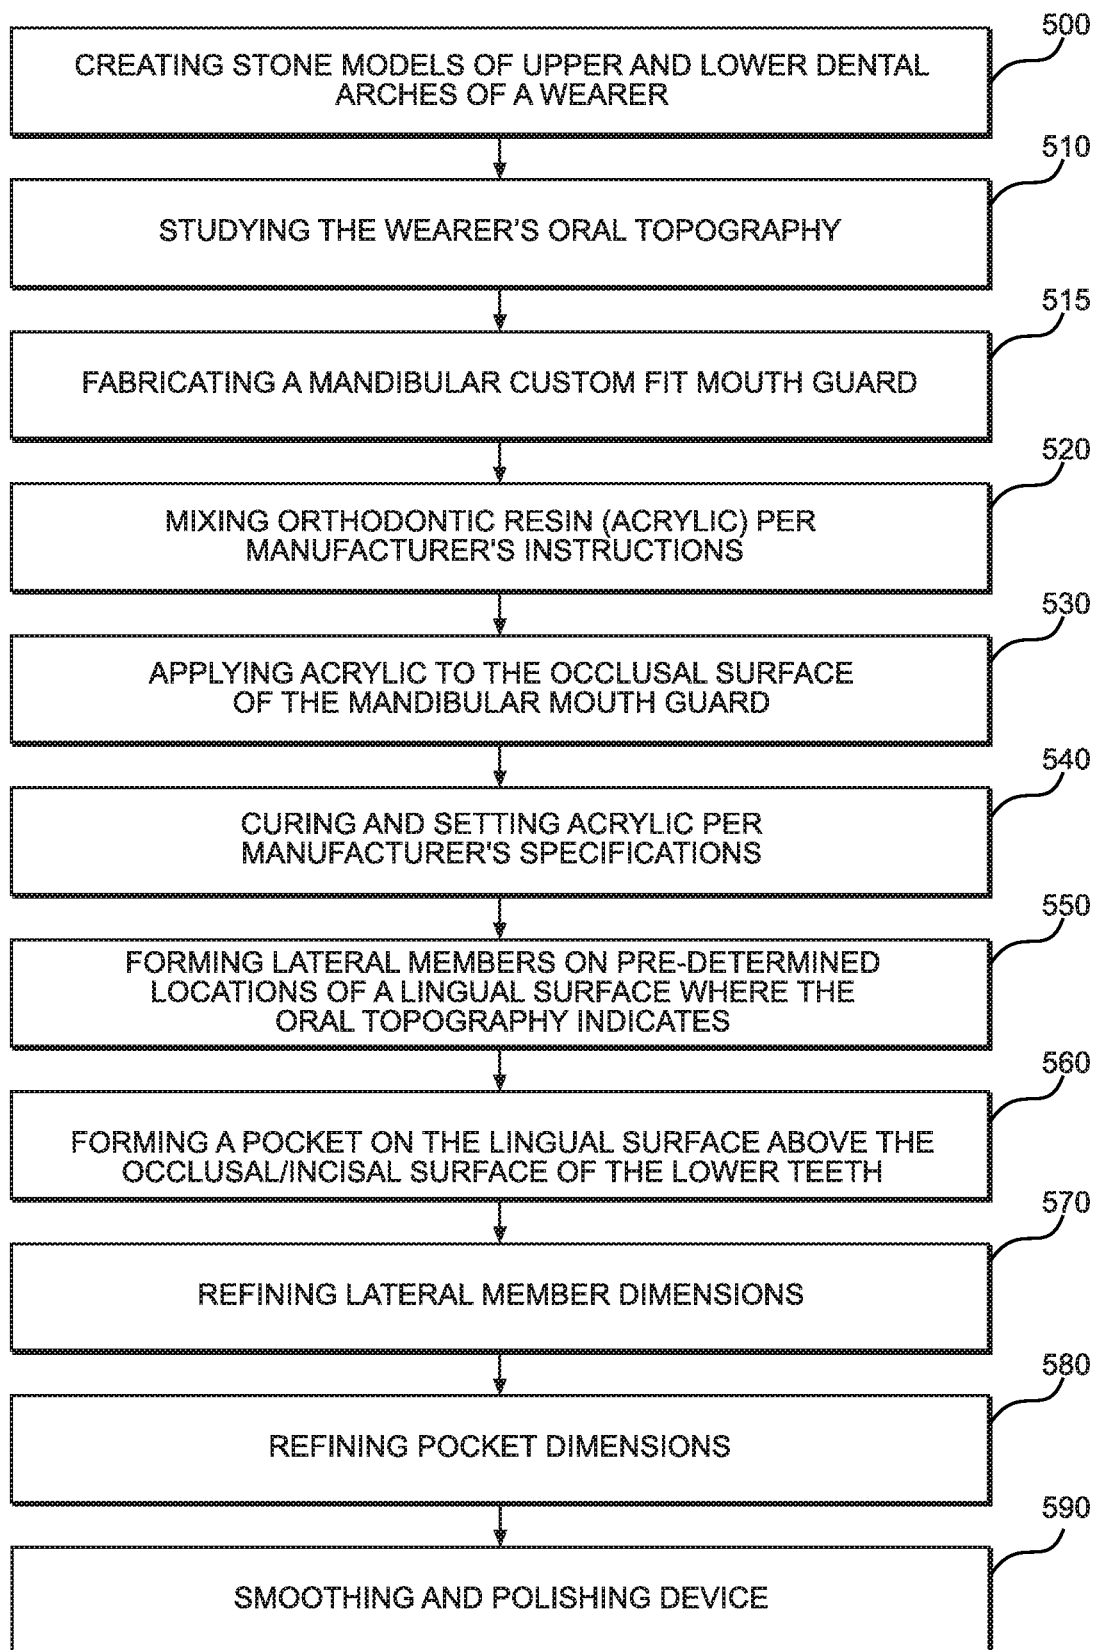 500
CREATING STONE MODELS OF UPPER AND LOWER DENTAL
ARCHES OF A WEARER
510
STUDYING THE WEARER'S ORAL TOPOGRAPHY
515
FABRICATING A MANDIBULAR CUSTOM FIT MOUTH GUARD
520
MIXING ORTHODONTIC RESIN (ACRYLIC) PER
MANUFACTURER'S INSTRUCTIONS
530
APPLYING ACRYLIC TO THE OCCLUSAL SURFACE
OF THE MANDIBULAR MOUTH GUARD
540
CURING AND SETTING ACRYLIC PER
MANUFACTURER'S SPECIFICATIONS
550
FORMING LATERAL MEMBERS ON PRE-DETERMINED
LOCATIONS OF A LINGUAL SURFACE WHERE THE
ORAL TOPOGRAPHY INDICATES
560
FORMING A POCKET ON THE LINGUAL SURFACE ABOVE THE
OCCLUSAL/INCISAL SURFACE OF THE LOWER TEETH
570
REFINING LATERAL MEMBER DIMENSIONS
580
REFINING POCKET DIMENSIONS
590
SMOOTHING AND POLISHING DEVICE